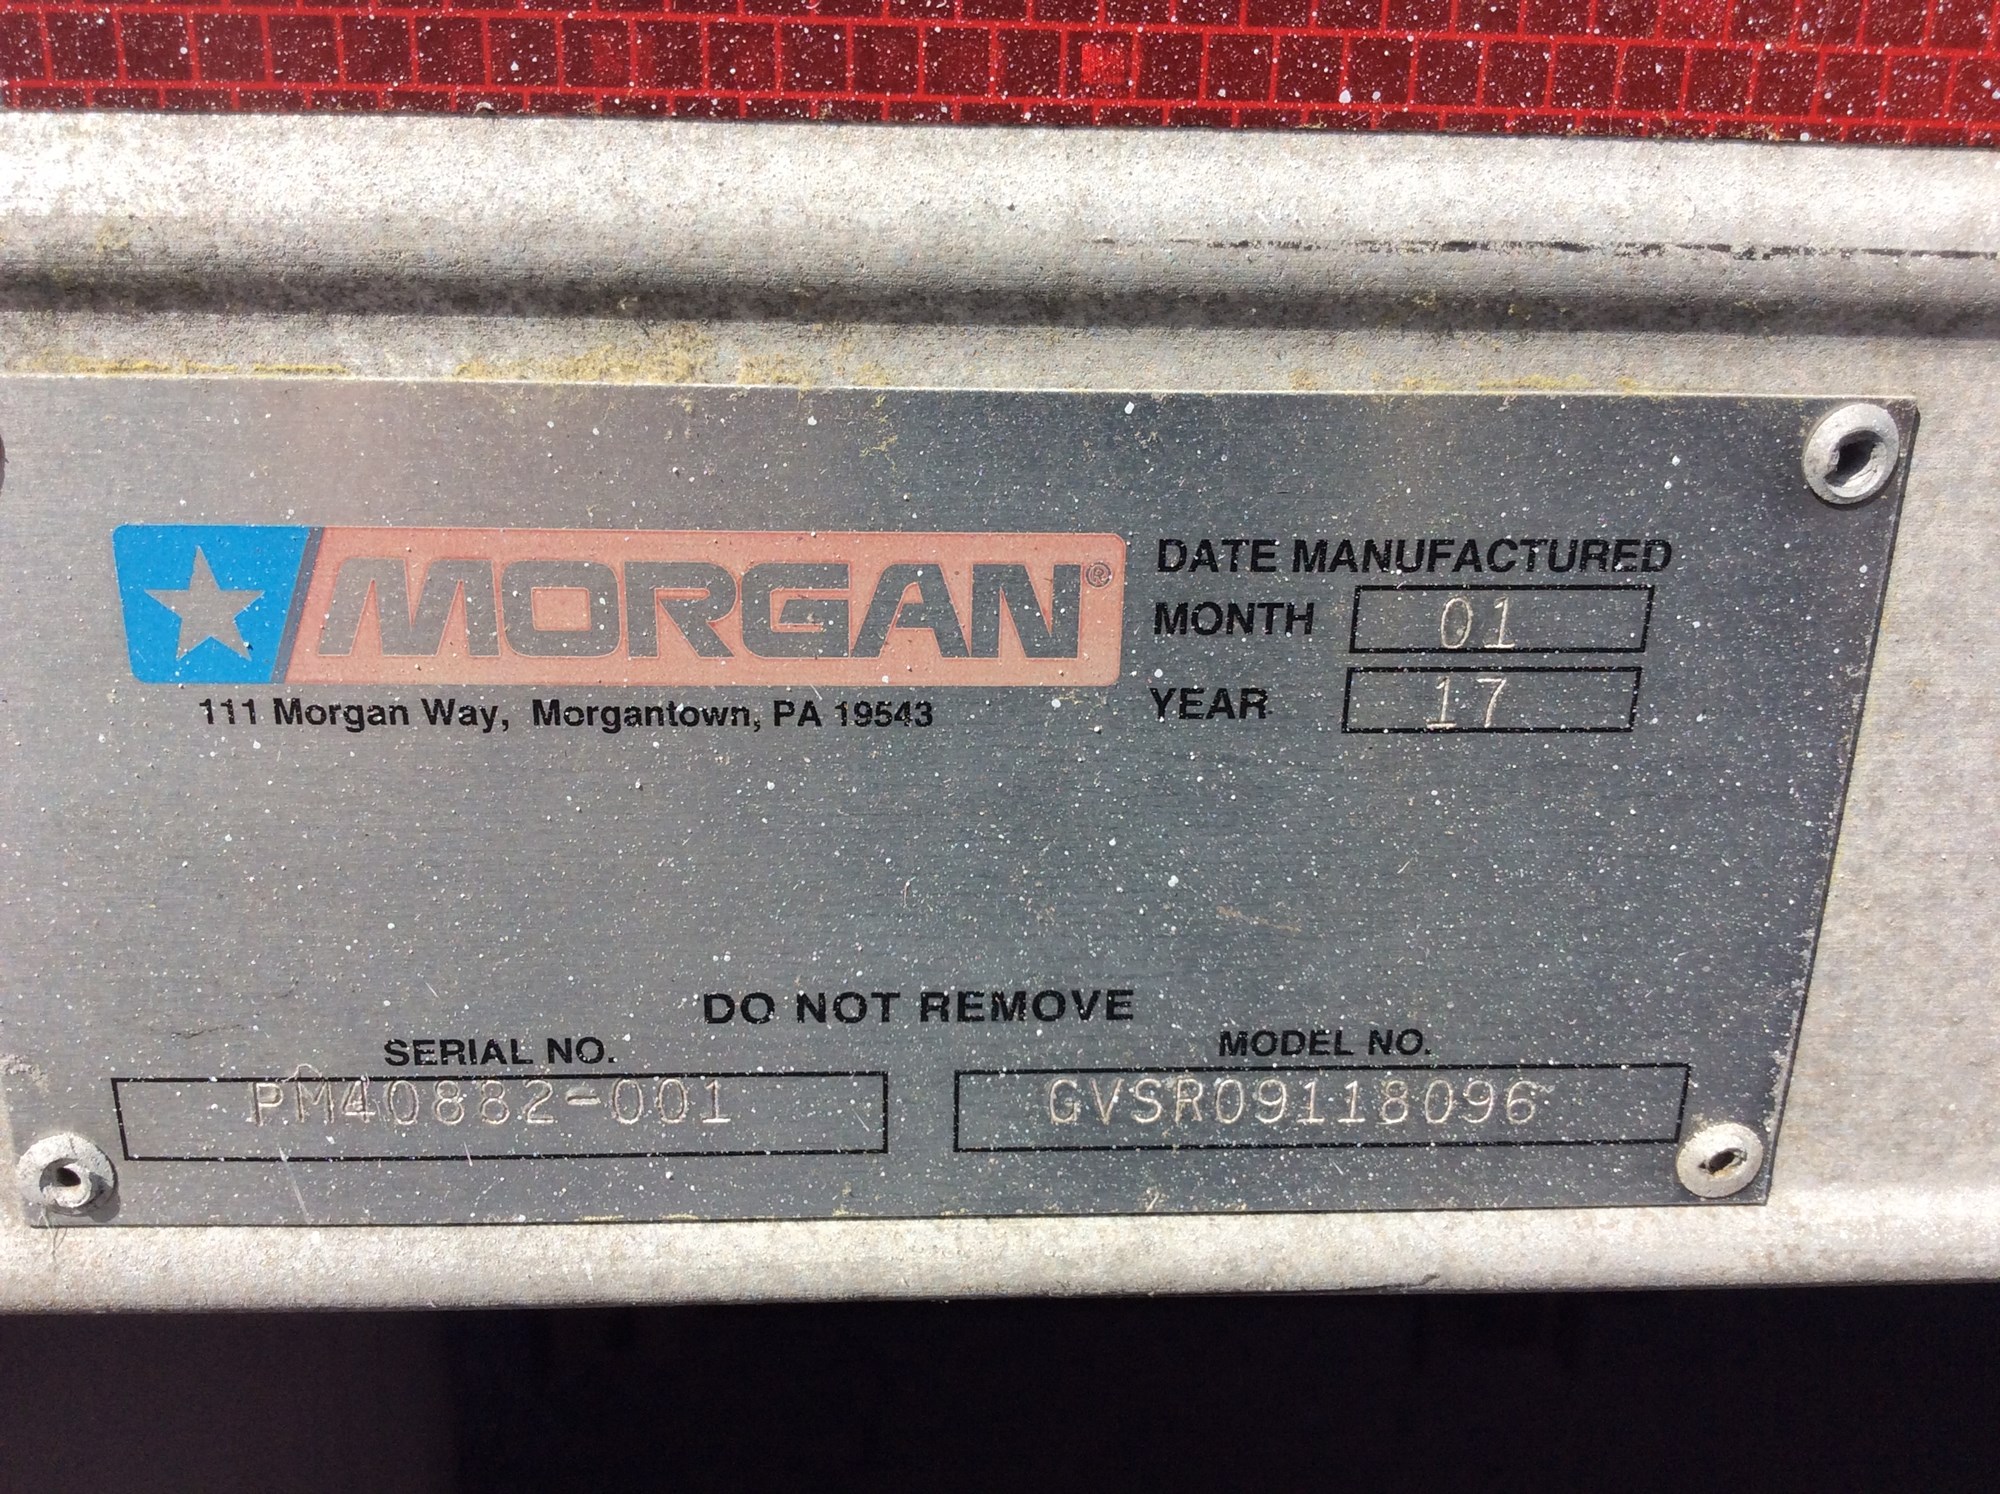 MORGAN®
111 Morgan Way, Morgantown, PA 19543
DATE MANUFACTURED
MONTH 01
YEAR 17
DO NOT REMOVE
SERIAL NO.
PM40882-001
MODEL NO.
GVSR09118096